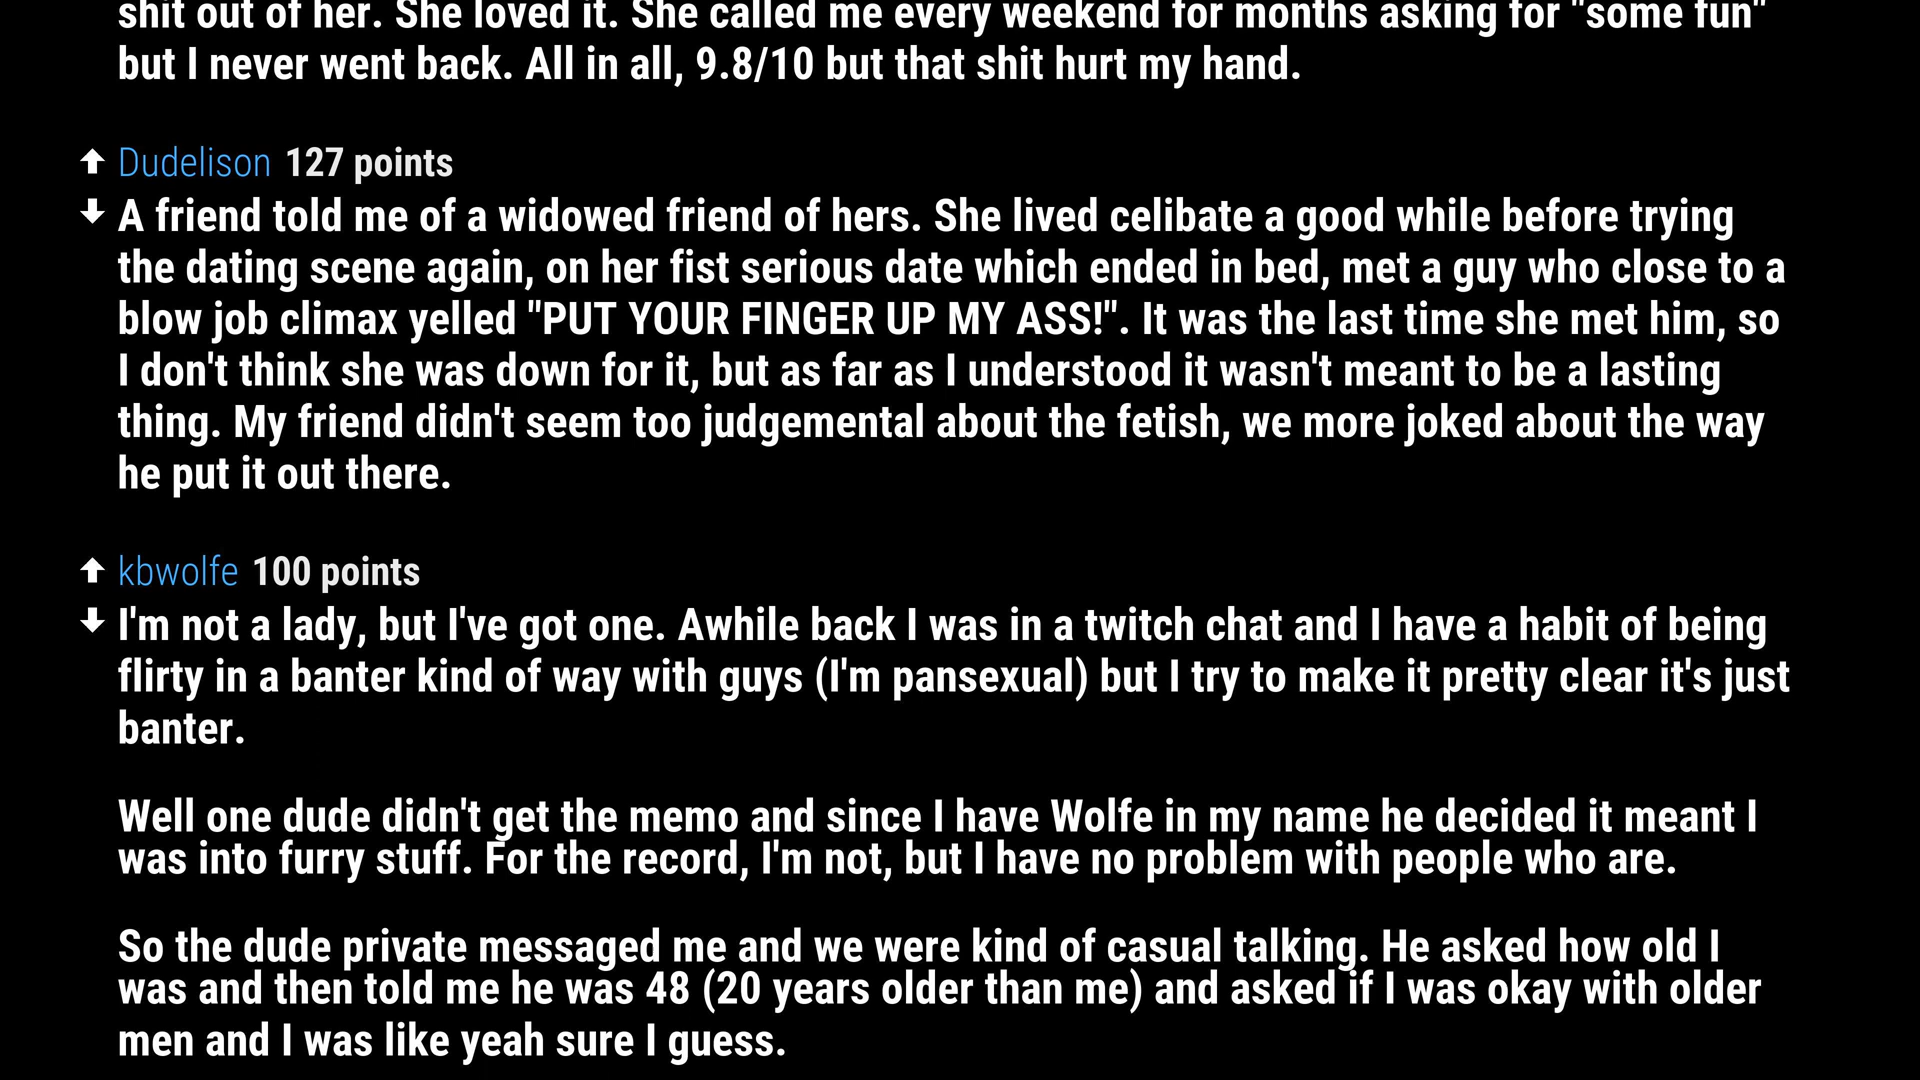 shit out of her. She loved it. She called me every weekend for months asking for "some fun"
but I never went back. All in all, 9.8/10 but that shit hurt my hand.
Dudelison 127 points
A friend told me of a widowed friend of hers. She lived celibate a good while before trying
the dating scene again, on her fist serious date which ended in bed, met a guy who close to a
blow job climax yelled "PUT YOUR FINGER UP MY ASS!". It was the last time she met him, so
I don't think she was down for it, but as far as I understood it wasn't meant to be a lasting
thing. My friend didn't seem too judgemental about the fetish, we more joked about the way
he put it out there.
kbwolfe 100 points
I'm not a lady, but I've got one. Awhile back I was in a twitch chat and I have a habit of being
flirty in a banter kind of way with guys (I'm pansexual) but I try to make it pretty clear it's just
banter.
Well one dude didn't get the memo and since I have Wolfe in my name he decided it meant I
was into furry stuff. For the record, I'm not, but I have no problem with people who are.
So the dude private messaged me and we were kind of casual talking. He asked how old I
was and then told me he was 48 (20 years older than me) and asked if I was okay with older
men and I was like yeah sure I guess.